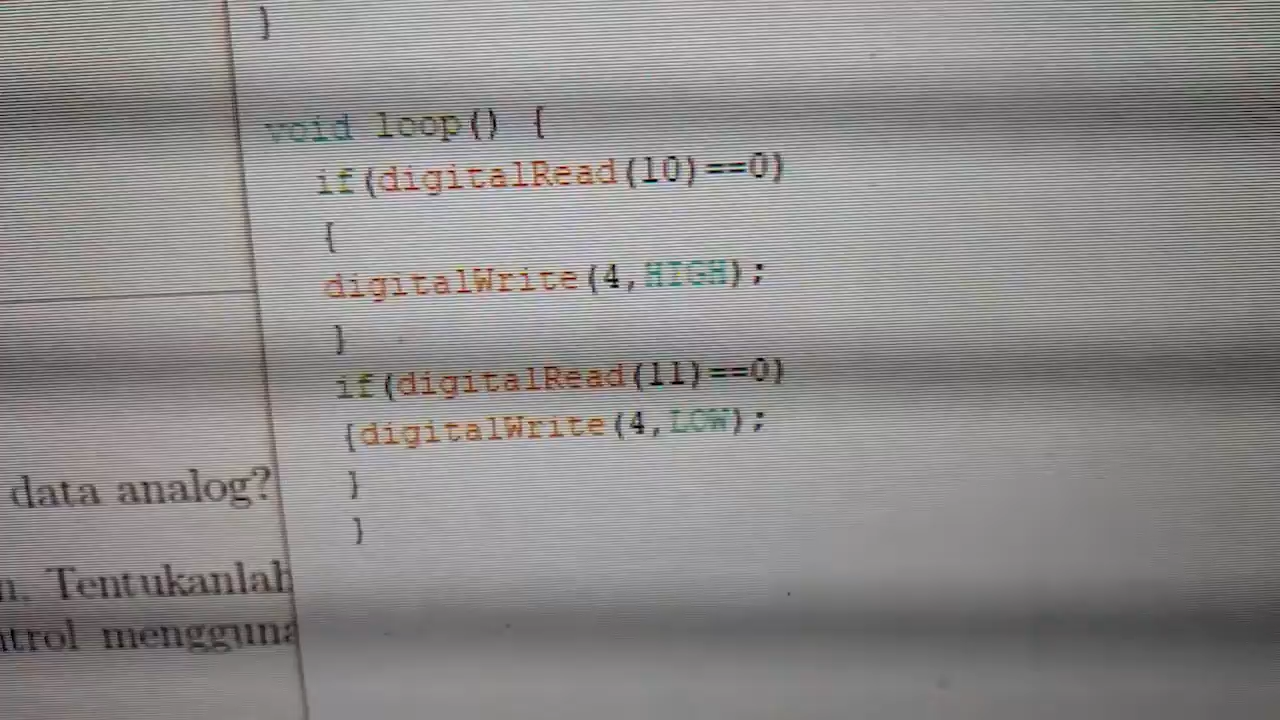 }
void loop() {
if(digitalRead(10)==0)
{
digitalWrite(4,HIGH);
}
if(digitalRead(11)==0)
{digitalWrite(4,LOW);
}
}
data analog?
n. Tentukanlah
ntrol mengguna